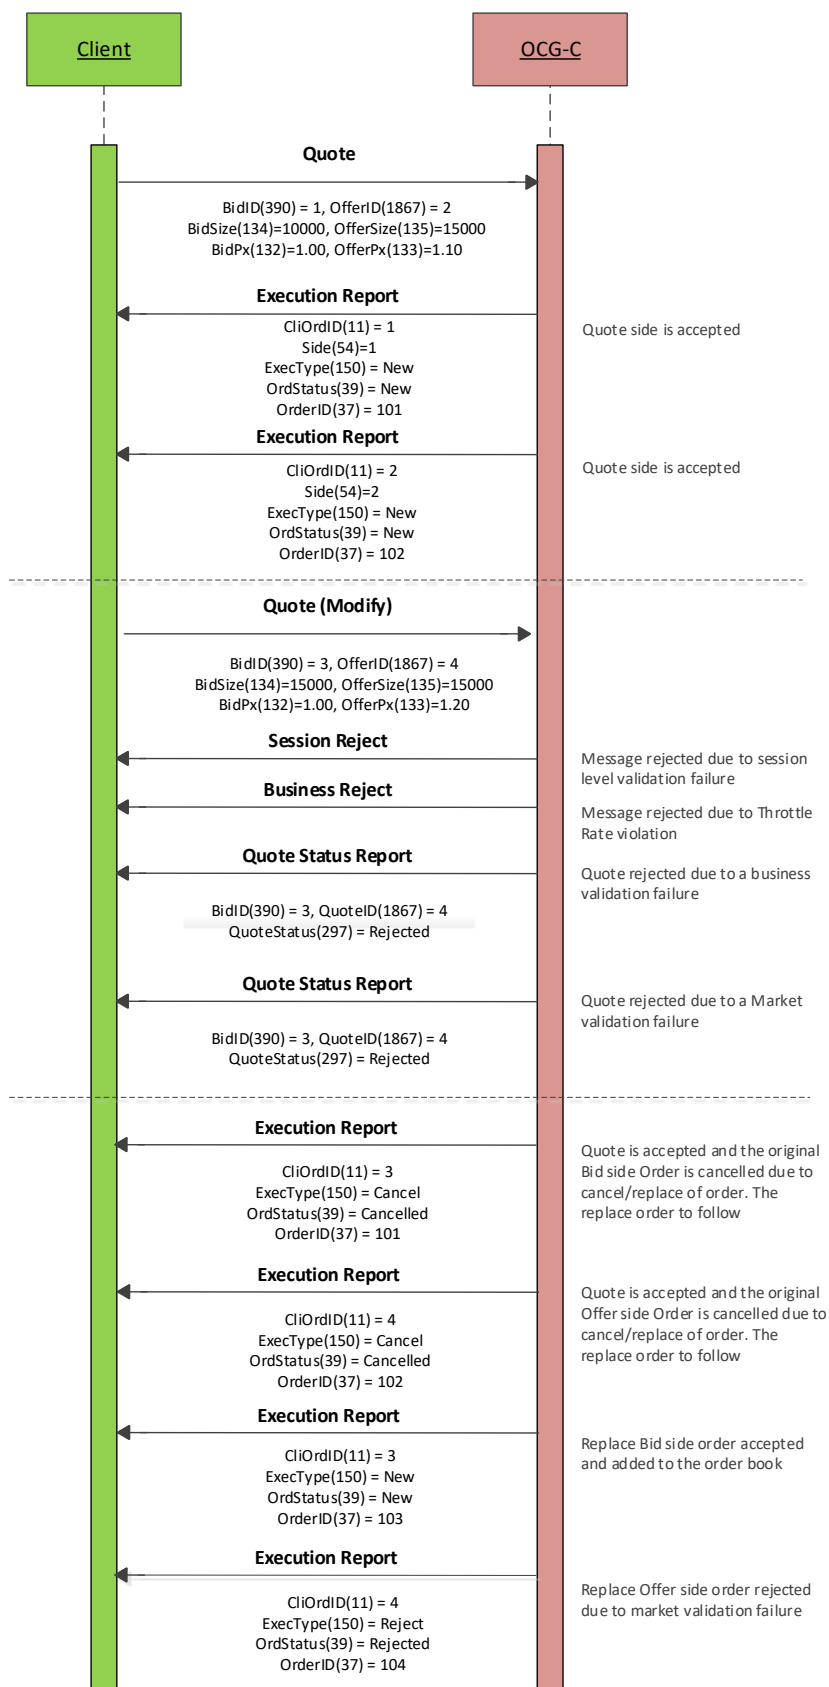 Client
OCG-C
Quote
BidID(390) = 1, OfferID(1867) = 2
BidSize(134)=10000, OfferSize(135)=15000
BidPx(132)=1.00, OfferPx(133)=1.10
Execution Report
CliOrdID(11) = 1
Side(54)=1
ExecType(150) = New
OrdStatus(39) = New
OrderID(37) = 101
Quote side is accepted
Execution Report
CliOrdID(11) = 2
Side(54)=2
ExecType(150) = New
OrdStatus(39) = New
OrderID(37) = 102
Quote side is accepted
Quote (Modify)
BidID(390) = 3, OfferID(1867) = 4
BidSize(134)=15000, OfferSize(135)=15000
BidPx(132)=1.00, OfferPx(133)=1.20
Session Reject
Message rejected due to session
level validation failure
Business Reject
Message rejected due to Throttle
Rate violation
Quote Status Report
Quote rejected due to a business
validation failure
BidID(390) = 3, QuoteID(1867) = 4
QuoteStatus(297) = Rejected
Quote Status Report
Quote rejected due to a Market
validation failure
BidID(390) = 3, QuoteID(1867) = 4
QuoteStatus(297) = Rejected
Execution Report
CliOrdID(11) = 3
ExecType(150) = Cancel
OrdStatus(39) = Cancelled
OrderID(37) = 101
Quote is accepted and the original
Bid side Order is cancelled due to
cancel/replace of order. The
replace order to follow
Execution Report
CliOrdID(11) = 4
ExecType(150) = Cancel
OrdStatus(39) = Cancelled
OrderID(37) = 102
Quote is accepted and the original
Offer side Order is cancelled due to
cancel/replace of order. The
replace order to follow
Execution Report
CliOrdID(11) = 3
ExecType(150) = New
OrdStatus(39) = New
OrderID(37) = 103
Replace Bid side order accepted
and added to the order book
Execution Report
CliOrdID(11) = 4
ExecType(150) = Reject
OrdStatus(39) = Rejected
OrderID(37) = 104
Replace Offer side order rejected
due to market validation failure